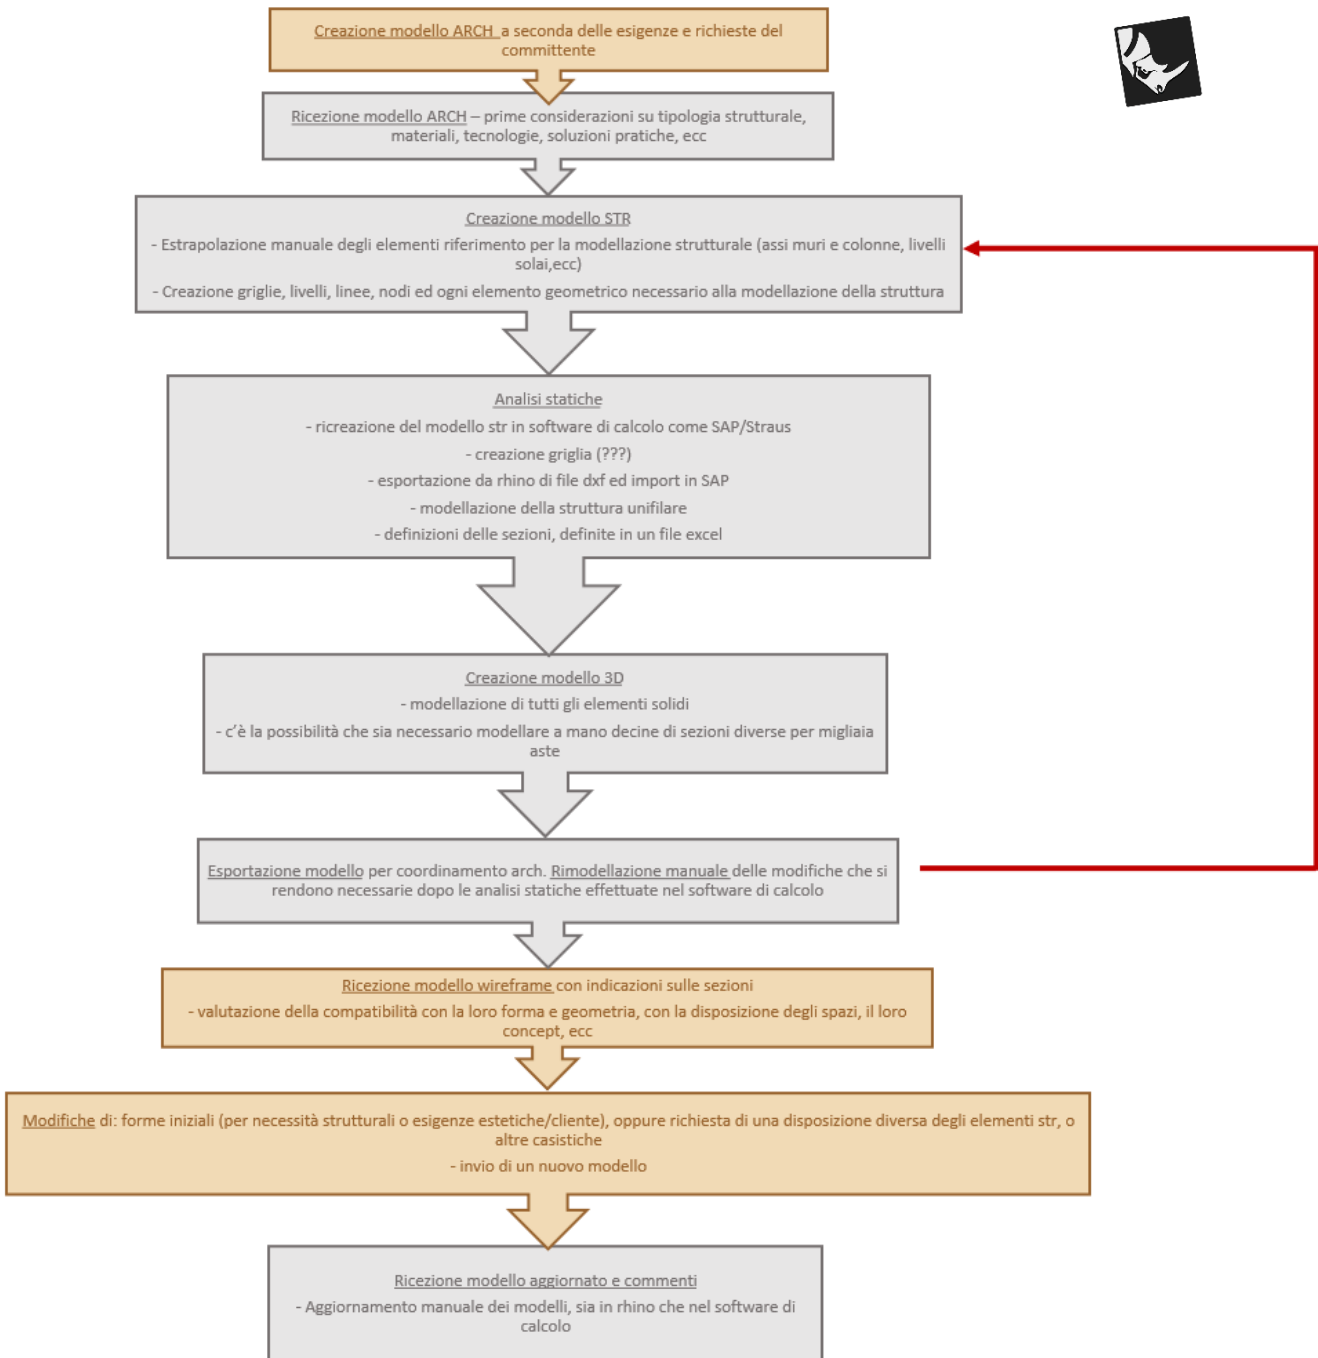 Creazione modello ARCH a seconda delle esigenze e richieste del
committente
Ricezione modello ARCH – prime considerazioni su tipologia strutturale,
materiali, tecnologie, soluzioni pratiche, ecc
Creazione modello STR
- Estrapolazione manuale degli elementi riferimento per la modellazione strutturale (assi muri e colonne, livelli
solai,ecc)
- Creazione griglie, livelli, linee, nodi ed ogni elemento geometrico necessario alla modellazione della struttura
Analisi statiche
- ricreazione del modello str in software di calcolo come SAP/Straus
- creazione griglia (???)
- esportazione da rhino di file dxf ed import in SAP
- modellazione della struttura unifilare
- definizioni delle sezioni, definite in un file excel
Creazione modello 3D
- modellazione di tutti gli elementi solidi
- c'è la possibilità che sia necessario modellare a mano decine di sezioni diverse per migliaia
aste
Esportazione modello per coordinamento arch. Rimodellazione manuale delle modifiche che si
rendono necessarie dopo le analisi statiche effettuate nel software di calcolo
Ricezione modello wireframe con indicazioni sulle sezioni
- valutazione della compatibilità con la loro forma e geometria, con la disposizione degli spazi, il loro
concept, ecc
Modifiche di: forme iniziali (per necessità strutturali o esigenze estetiche/cliente), oppure richiesta di una disposizione diversa degli elementi str, o
altre casistiche
- invio di un nuovo modello
Ricezione modello aggiornato e commenti
- Aggiornamento manuale dei modelli, sia in rhino che nel software di
calcolo